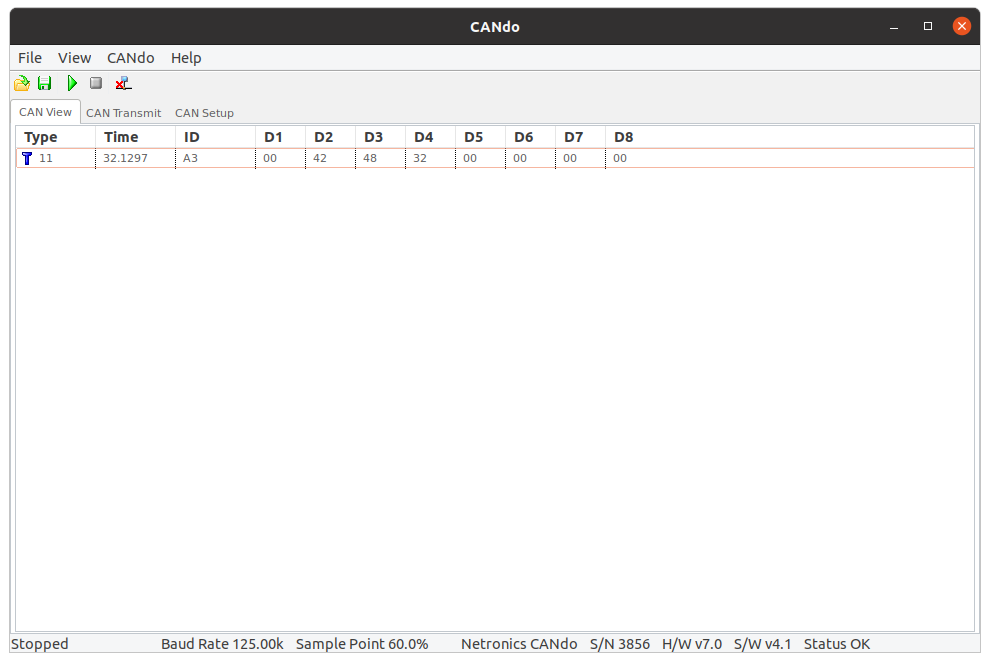 CANdo
File View CANdo Help
CAN View CAN Transmit CAN Setup
Type Time ID D1 D2 D3 D4 D5 D6 D7 D8
T 11 32.1297 A3 00 42 48 32 00 00 00 00
Stopped Baud Rate 125.00k Sample Point 60.0% Netronics CANdo S/N 3856 H/W v7.0 S/W v4.1 Status OK